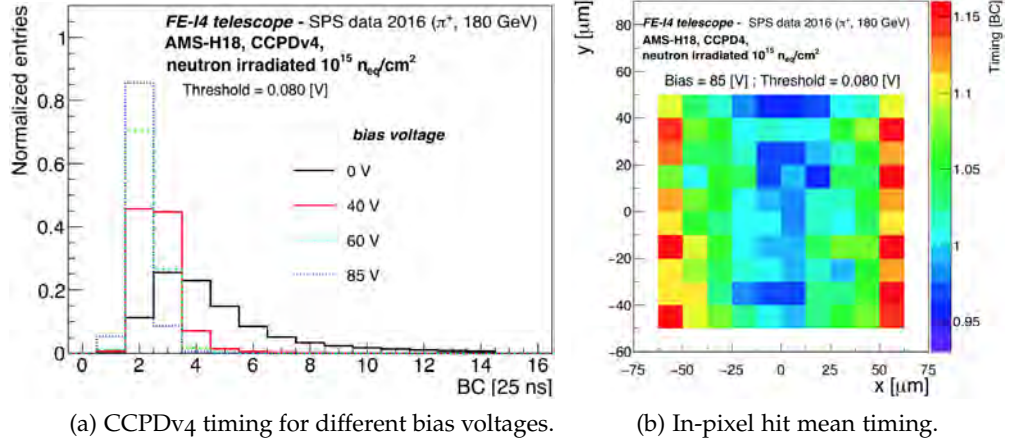 FE-I4 telescope - SPS data 2016 (π⁺, 180 GeV)
AMS-H18, CCPDv4,
neutron irradiated 10¹⁵ n_eq/cm²
Threshold = 0.080 [V]
bias voltage
0 V
40 V
60 V
85 V
Normalized entries
1
0.8
0.6
0.4
0.2
0
0 2 4 6 8 10 12 14 16
BC [25 ns]
(a) CCPDv4 timing for different bias voltages.
y [μm]
80
60
40
20
0
-20
-40
-60
FE-I4 telescope - SPS data 2016 (π⁺, 180 GeV)
AMS-H18, CCPD4,
neutron irradiated 10¹⁵ n_eq/cm²
Bias = 85 [V] ; Threshold = 0.080 [V]
-75 -50 -25 0 25 50 75
x [μm]
Timing [BC]
1.15
1.1
1.05
1
0.95
(b) In-pixel hit mean timing.